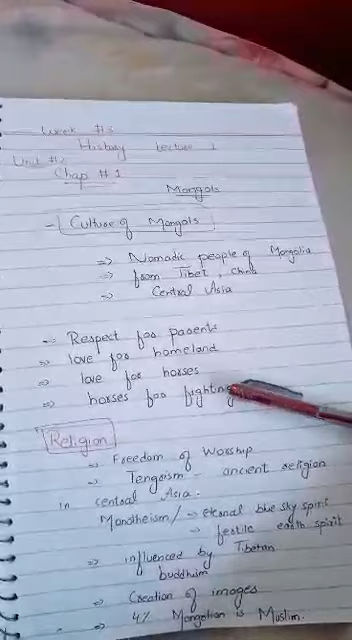 Week #3
History Lecture 1
Unit #2
Chap #1
Mongols
- Culture of Mongols
⇒ Nomadic people of Mongolia
⇒ from Tibet, China
⇒ Central Asia
⇒ Respect for parents
⇒ love for homeland
⇒ love for horses
⇒ horses for fighting
Religion
⇒ Freedom of Worship
⇒ Tengrism - ancient religion
in central Asia.
Monotheism/ ⇒ eternal blue sky spirit
⇒ fertile earth spirit
⇒ influenced by Tibetan
buddhuim
⇒ Creation of images
⇒ 4% Mongolian is Muslim.